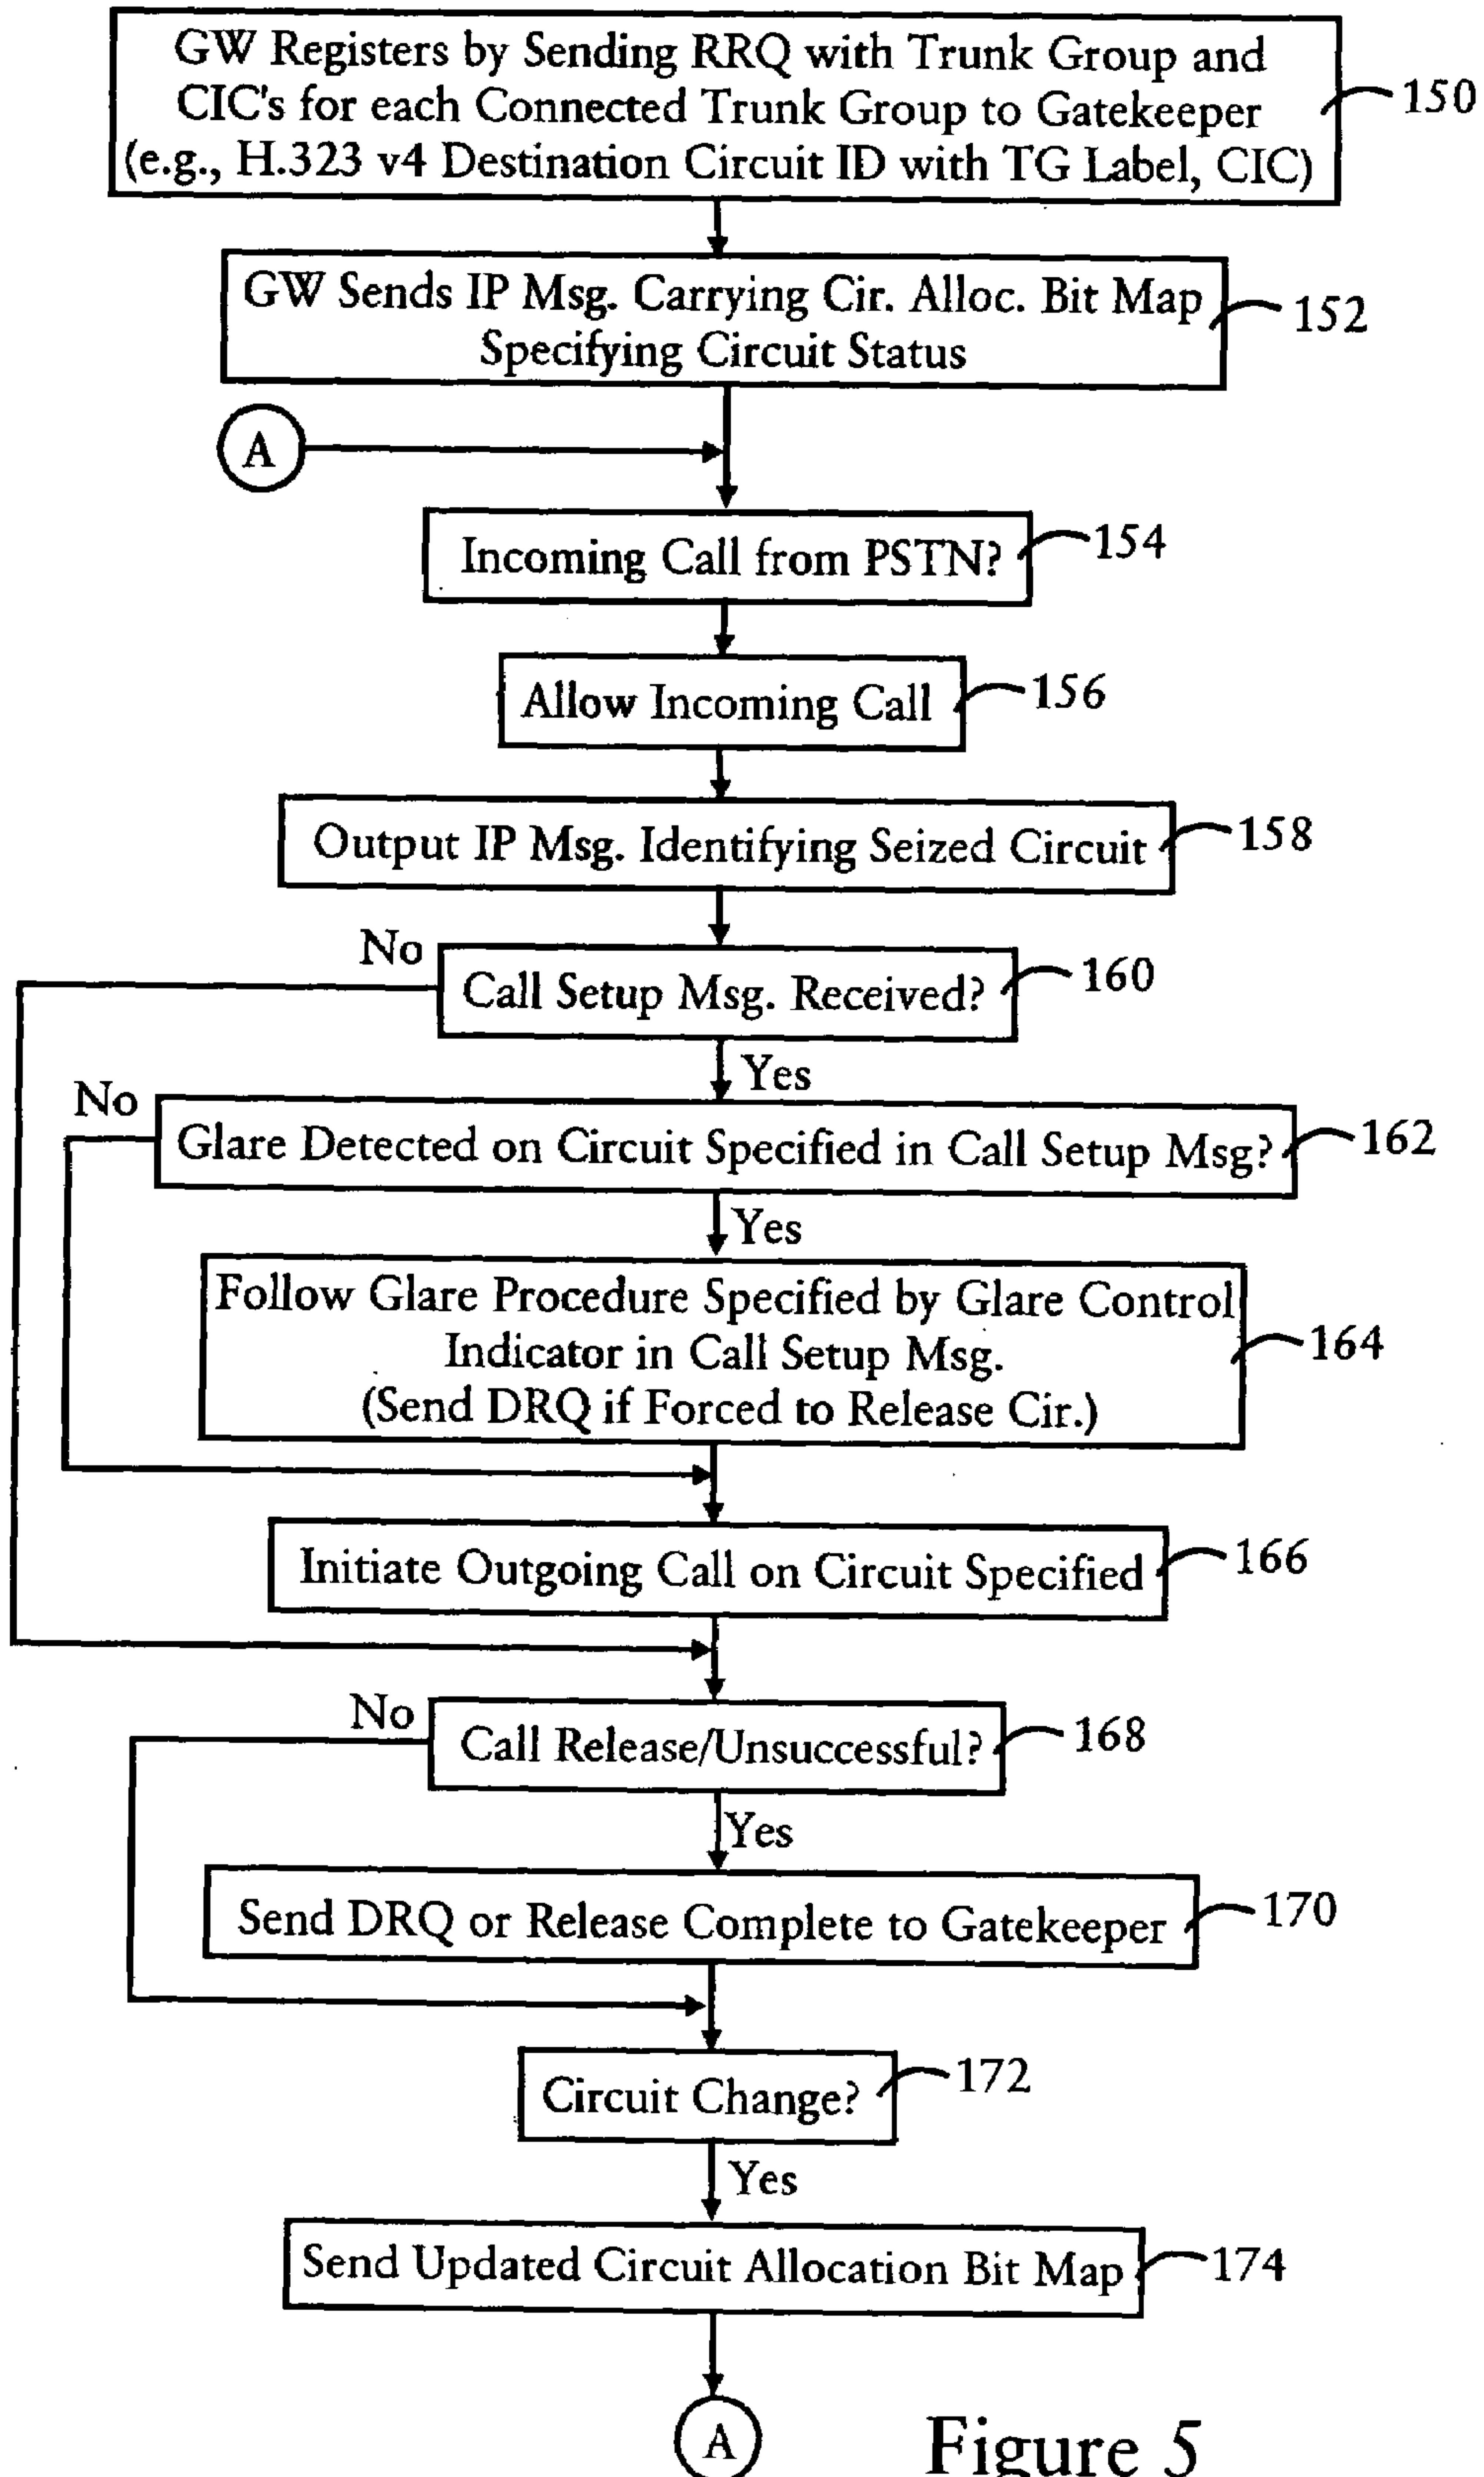 GW Registers by Sending RRQ with Trunk Group and
CIC's for each Connected Trunk Group to Gatekeeper
(e.g., H.323 v4 Destination Circuit ID with TG Label, CIC)
150
GW Sends IP Msg. Carrying Cir. Alloc. Bit Map
Specifying Circuit Status
152
A
Incoming Call from PSTN?
154
Allow Incoming Call
156
Output IP Msg. Identifying Seized Circuit
158
No
Call Setup Msg. Received?
160
Yes
No
Glare Detected on Circuit Specified in Call Setup Msg?
162
Yes
Follow Glare Procedure Specified by Glare Control
Indicator in Call Setup Msg.
(Send DRQ if Forced to Release Cir.)
164
Initiate Outgoing Call on Circuit Specified
166
No
Call Release/Unsuccessful?
168
Yes
Send DRQ or Release Complete to Gatekeeper
170
Circuit Change?
172
Yes
Send Updated Circuit Allocation Bit Map
174
A
Figure 5